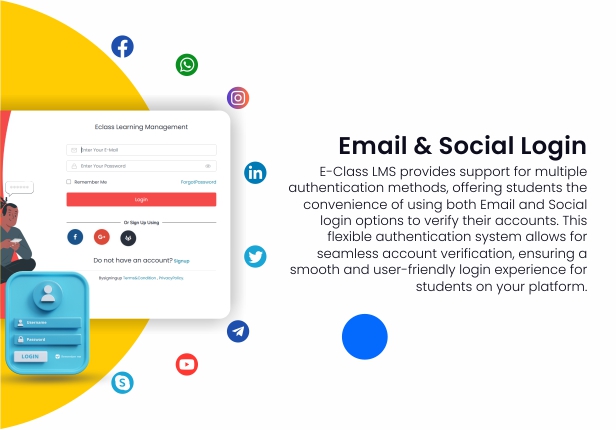 Eclass Learning Management
Enter Your E-Mail
Enter Your Password
Remember Me
ForgotPassword
Login
Or Sign Up Using
Do not have an account? Signup
Terms&Condition , PrivacyPolicy
Username
Password
LOGIN
Email & Social Login
E-Class LMS provides support for multiple
authentication methods, offering students the
convenience of using both Email and Social
login options to verify their accounts. This
flexible authentication system allows for
seamless account verification, ensuring a
smooth and user-friendly login experience for
students on your platform.